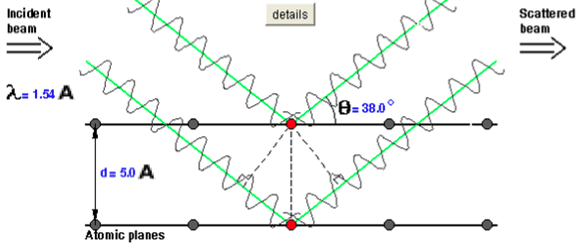 Incident
beam
details
Scattered
beam
λ = 1.54 A
θ = 38.0°
d = 5.0 A
Atomic planes